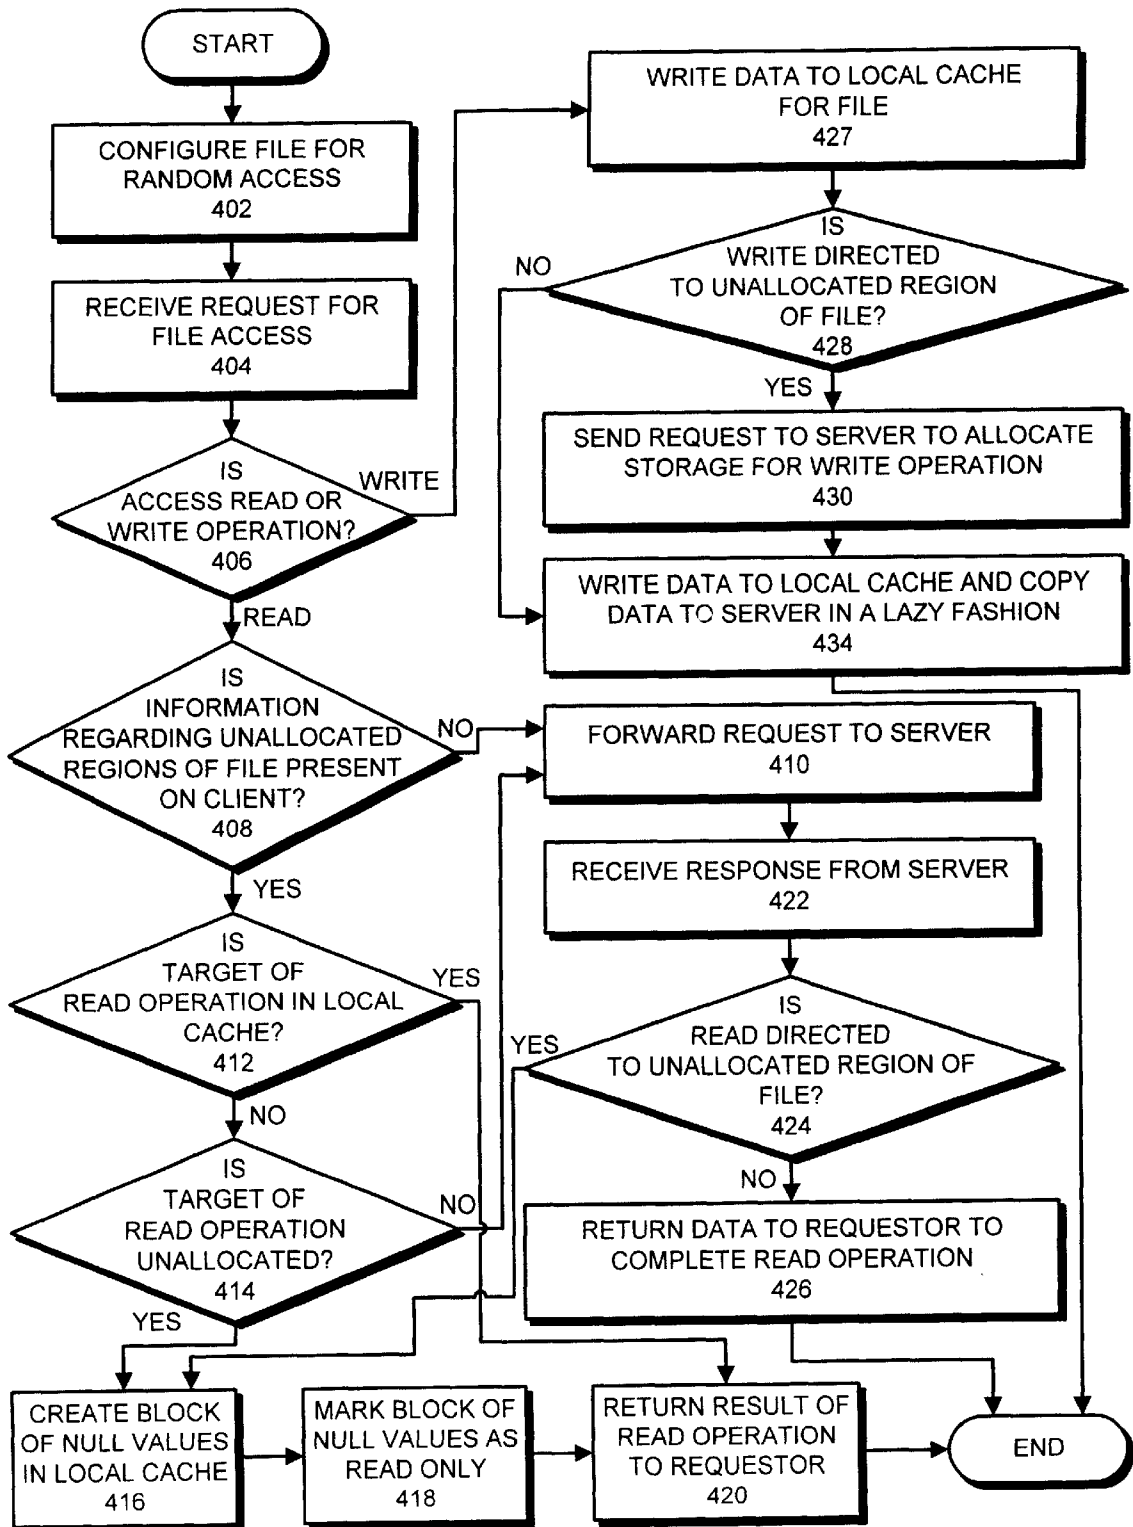 START
CONFIGURE FILE FOR
RANDOM ACCESS
402
RECEIVE REQUEST FOR
FILE ACCESS
404
IS
ACCESS READ OR
WRITE OPERATION?
406
WRITE
READ
IS
INFORMATION
REGARDING UNALLOCATED
REGIONS OF FILE PRESENT
ON CLIENT?
408
NO
YES
IS
TARGET OF
READ OPERATION IN LOCAL
CACHE?
412
YES
NO
IS
TARGET OF
READ OPERATION
UNALLOCATED?
414
NO
YES
CREATE BLOCK
OF NULL VALUES
IN LOCAL CACHE
416
MARK BLOCK OF
NULL VALUES AS
READ ONLY
418
RETURN RESULT OF
READ OPERATION
TO REQUESTOR
420
WRITE DATA TO LOCAL CACHE
FOR FILE
427
IS
WRITE DIRECTED
TO UNALLOCATED REGION
OF FILE?
428
NO
YES
SEND REQUEST TO SERVER TO ALLOCATE
STORAGE FOR WRITE OPERATION
430
WRITE DATA TO LOCAL CACHE AND COPY
DATA TO SERVER IN A LAZY FASHION
434
FORWARD REQUEST TO SERVER
410
RECEIVE RESPONSE FROM SERVER
422
IS
READ DIRECTED
TO UNALLOCATED REGION OF
FILE?
424
YES
NO
RETURN DATA TO REQUESTOR TO
COMPLETE READ OPERATION
426
END